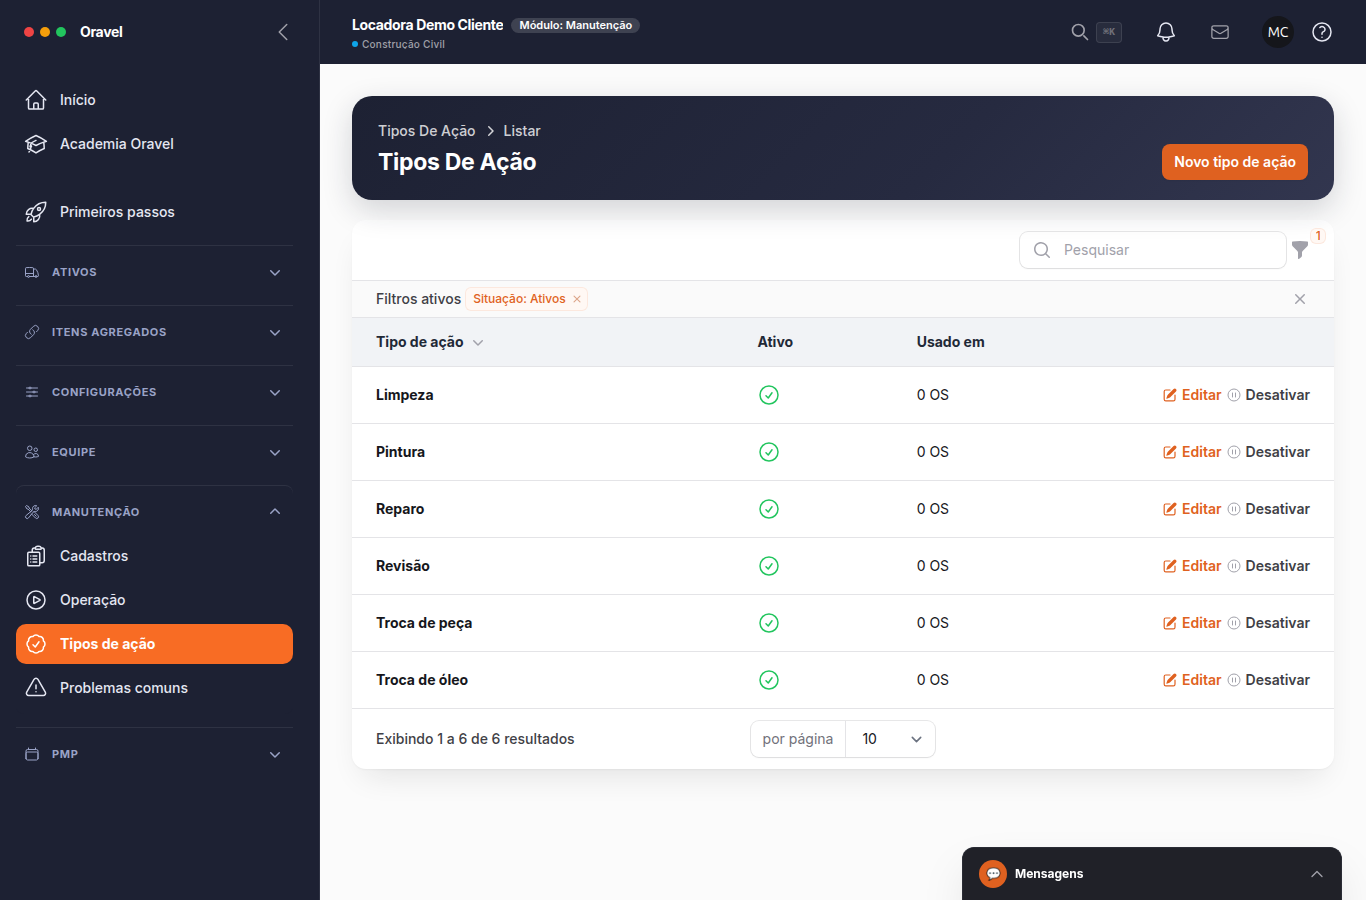 Oravel
Início
Academia Oravel
Primeiros passos
ATIVOS
ITENS AGREGADOS
CONFIGURAÇÕES
EQUIPE
MANUTENÇÃO
Cadastros
Operação
Tipos de ação
Problemas comuns
PMP
Locadora Demo Cliente Módulo: Manutenção
Construção Civil
⌘K
MC
Tipos De Ação > Listar
Tipos De Ação
Novo tipo de ação
Pesquisar
1
Filtros ativos Situação: Ativos
Tipo de ação Ativo Usado em
Limpeza 0 OS Editar Desativar
Pintura 0 OS Editar Desativar
Reparo 0 OS Editar Desativar
Revisão 0 OS Editar Desativar
Troca de peça 0 OS Editar Desativar
Troca de óleo 0 OS Editar Desativar
Exibindo 1 a 6 de 6 resultados por página 10
Mensagens